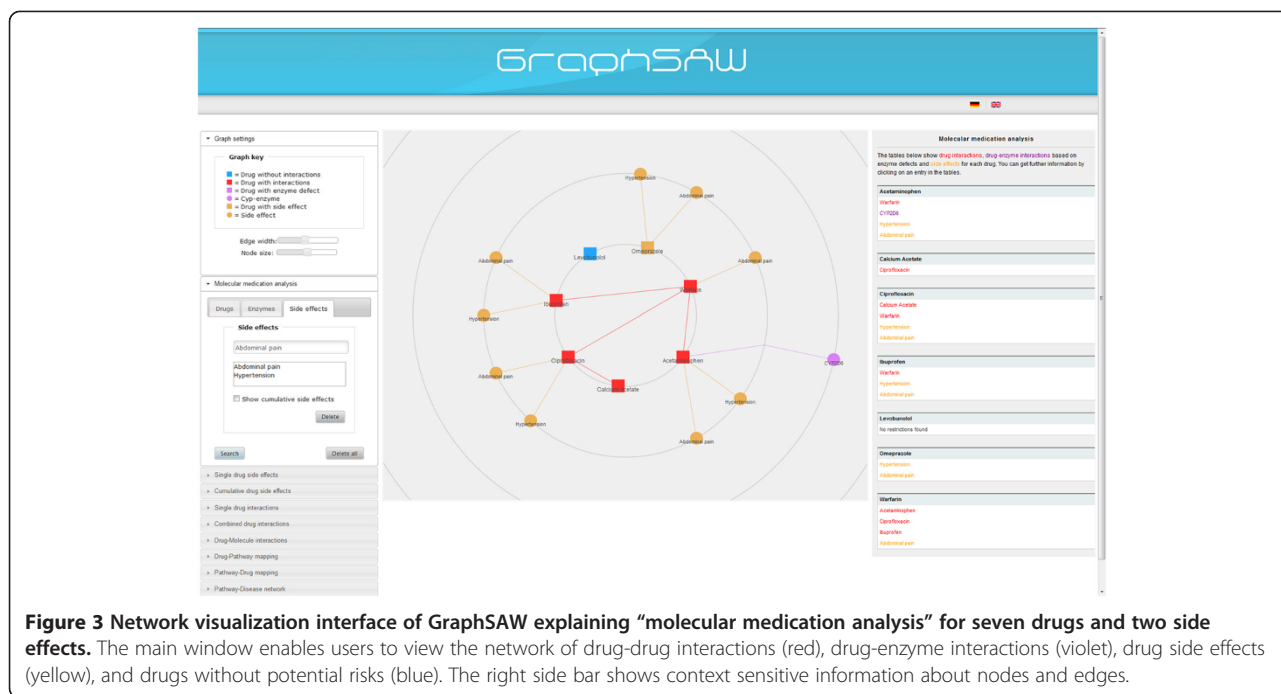 GraphSAW
Graph settings
Graph key
= Drug without interactions
= Drug with interactions
= Drug with enzyme defect
= Cyp-enzyme
= Drug with side effect
= Side effect
Edge width:
Node size:
Molecular medication analysis
Drugs
Enzymes
Side effects
Side effects
Abdominal pain
Abdominal pain
Hypertension
Show cumulative side effects
Delete
Search
Delete all
Single drug side effects
Cumulative drug side effects
Single drug interactions
Combined drug interactions
Drug-Molecule interactions
Drug-Pathway mapping
Pathway-Drug mapping
Pathway-Disease network
Hypertension
Abdominal pain
Levobunolol
Omeprazole
Abdominal pain
Abdominal pain
Warfarin
Ibuprofen
Hypertension
Ciprofloxacin
Acetaminophen
CYP2D6
Abdominal pain
Calcium Acetate
Hypertension
Hypertension
Abdominal pain
Molecular medication analysis
The tables below show drug interactions, drug-enzyme interactions based on
enzyme defects and side effects for each drug. You can get further information by
clicking on an entry in the tables.
Acetaminophen
Warfarin
CYP2D6
Hypertension
Abdominal pain
Calcium Acetate
Ciprofloxacin
Ciprofloxacin
Calcium Acetate
Warfarin
Hypertension
Abdominal pain
Ibuprofen
Warfarin
Hypertension
Abdominal pain
Levobunolol
No restrictions found
Omeprazole
Hypertension
Abdominal pain
Warfarin
Acetaminophen
Ciprofloxacin
Ibuprofen
Abdominal pain
Figure 3 Network visualization interface of GraphSAW explaining “molecular medication analysis” for seven drugs and two side
effects. The main window enables users to view the network of drug-drug interactions (red), drug-enzyme interactions (violet), drug side effects
(yellow), and drugs without potential risks (blue). The right side bar shows context sensitive information about nodes and edges.